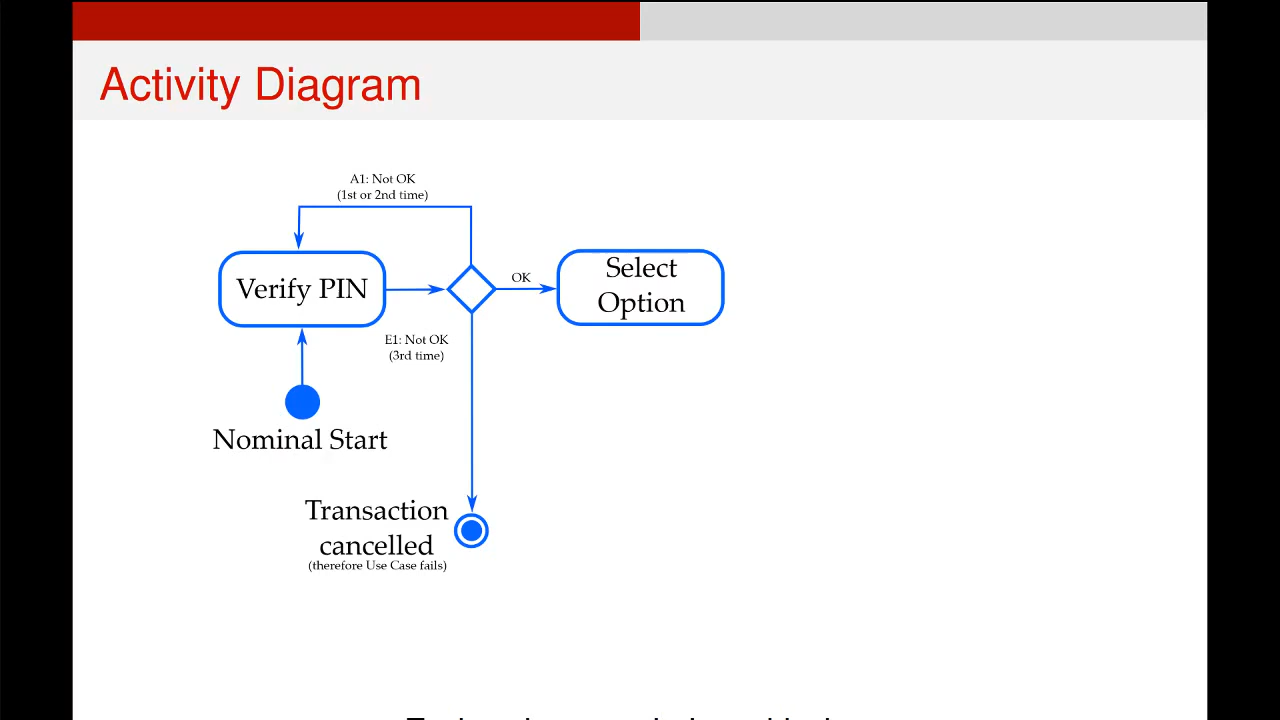 Activity Diagram
A1: Not OK
(1st or 2nd time)
Verify PIN
OK
Select
Option
E1: Not OK
(3rd time)
Nominal Start
Transaction
cancelled
(therefore Use Case fails)